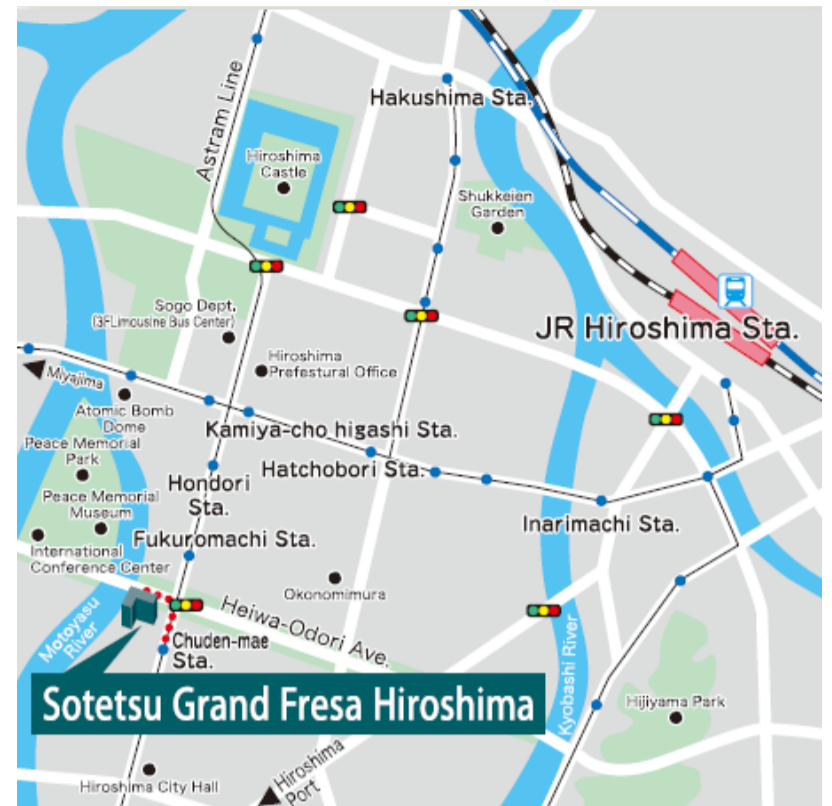 Astram Line
Hakushima Sta.
Hiroshima
Castle
Shukkeien
Garden
Sogo Dept.
(3FLimousine Bus Center)
JR Hiroshima Sta.
Hiroshima
Prefestural Office
Miyajima
Atomic Bomb
Dome
Kamiya-cho higashi Sta.
Peace Memorial
Park
Hatchobori Sta.
Hondori
Sta.
Peace Memorial
Museum
Inarimachi Sta.
Fukuromachi Sta.
International
Conference Center
Okonomimura
Heiwa-Odori Ave.
Motoyasu
River
Chuden-mae
Sta.
Kyobashi River
Sotetsu Grand Fresa Hiroshima
Hijiyama Park
Hiroshima City Hall
Hiroshima
Port